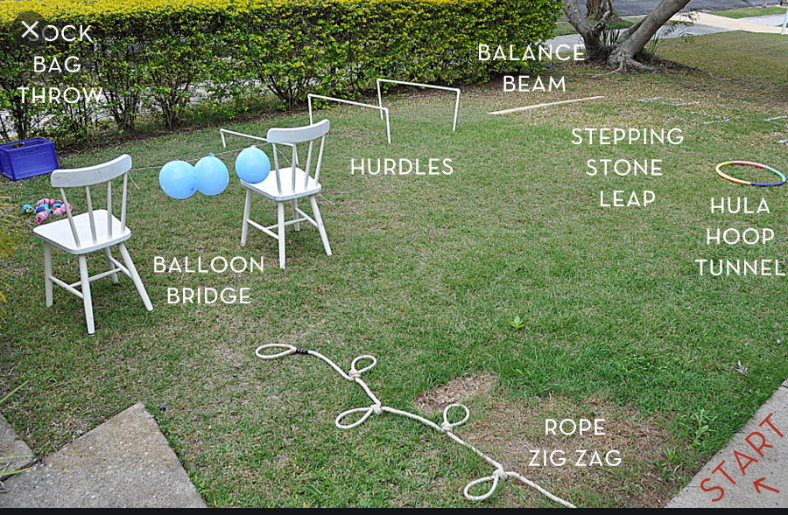 BAG
THROW
BALANCE
BEAM
HURDLES
STEPPING
STONE
LEAP
HULA
HOOP
TUNNEL
BALLOON
BRIDGE
ROPE
ZIG ZAG
START